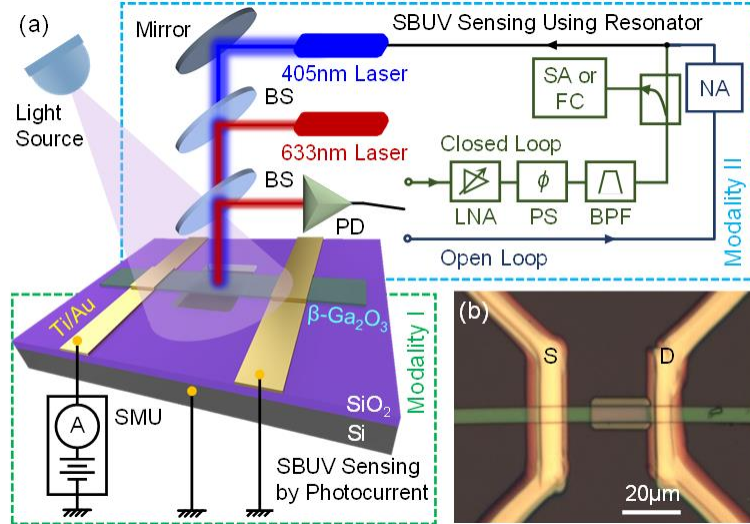 (a)
Mirror
SBUV Sensing Using Resonator
405nm Laser
BS
Light
Source
633nm Laser
BS
PD
SA or
FC
NA
Closed Loop
LNA
ϕ
PS
BPF
Open Loop
Modality II
Ti/Au
β-Ga₂O₃
SiO₂
Si
Modality I
A
SMU
SBUV Sensing
by Photocurrent
(b)
S
D
20μm